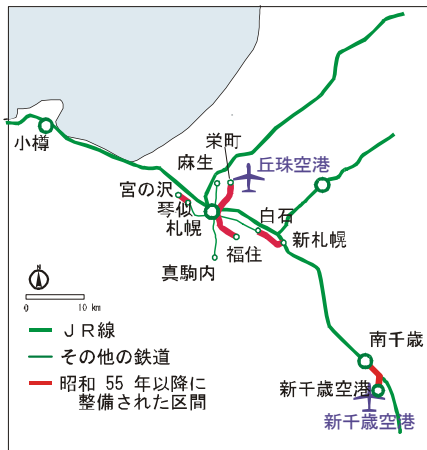 小樽
栄町
麻生
丘珠空港
宮の沢
琴似
白石
札幌
新札幌
福住
真駒内
N
0 10 km
南千歳
JR線
その他の鉄道
新千歳空港
昭和 55 年以降に
整備された区間
新千歳空港